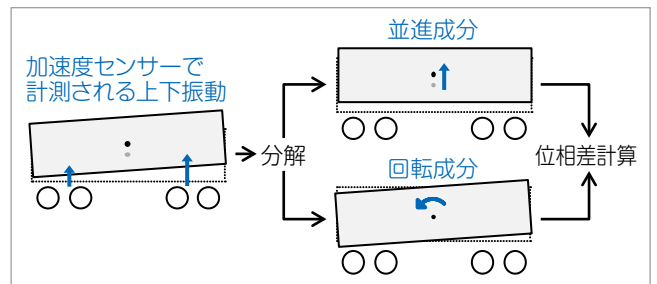 加速度センサーで
計測される上下振動
分解
並進成分
回転成分
位相差計算